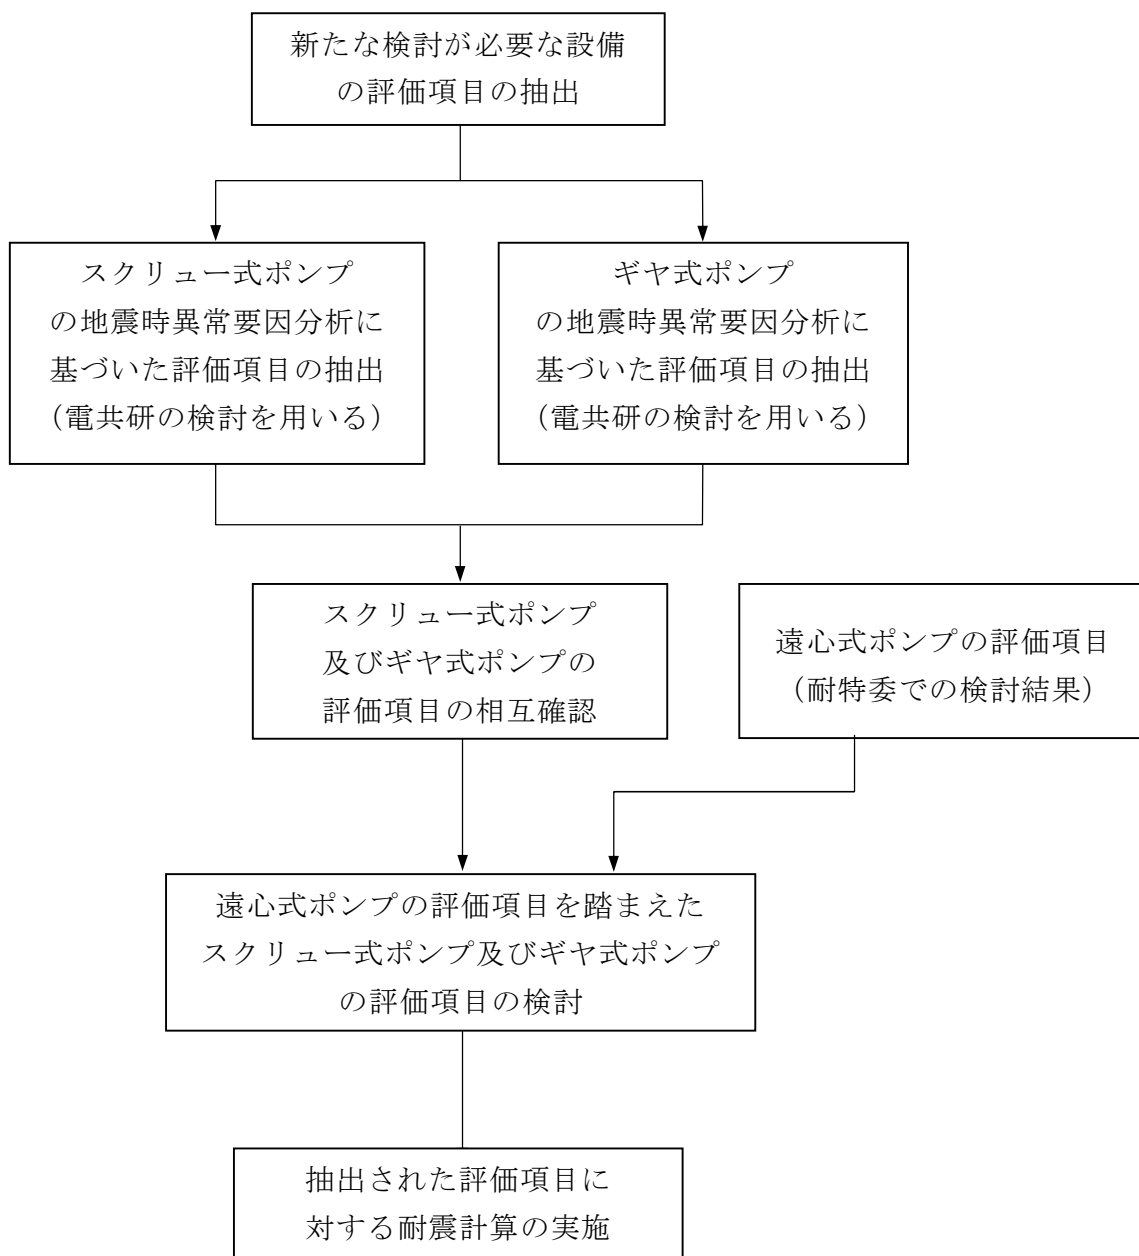 新たな検討が必要な設備
の評価項目の抽出
スクリュー式ポンプ
の地震時異常要因分析に
基づいた評価項目の抽出
（電共研の検討を用いる）
ギヤ式ポンプ
の地震時異常要因分析に
基づいた評価項目の抽出
（電共研の検討を用いる）
スクリュー式ポンプ
及びギヤ式ポンプの
評価項目の相互確認
遠心式ポンプの評価項目
（耐特委での検討結果）
遠心式ポンプの評価項目を踏まえた
スクリュー式ポンプ及びギヤ式ポンプ
の評価項目の検討
抽出された評価項目に
対する耐震計算の実施